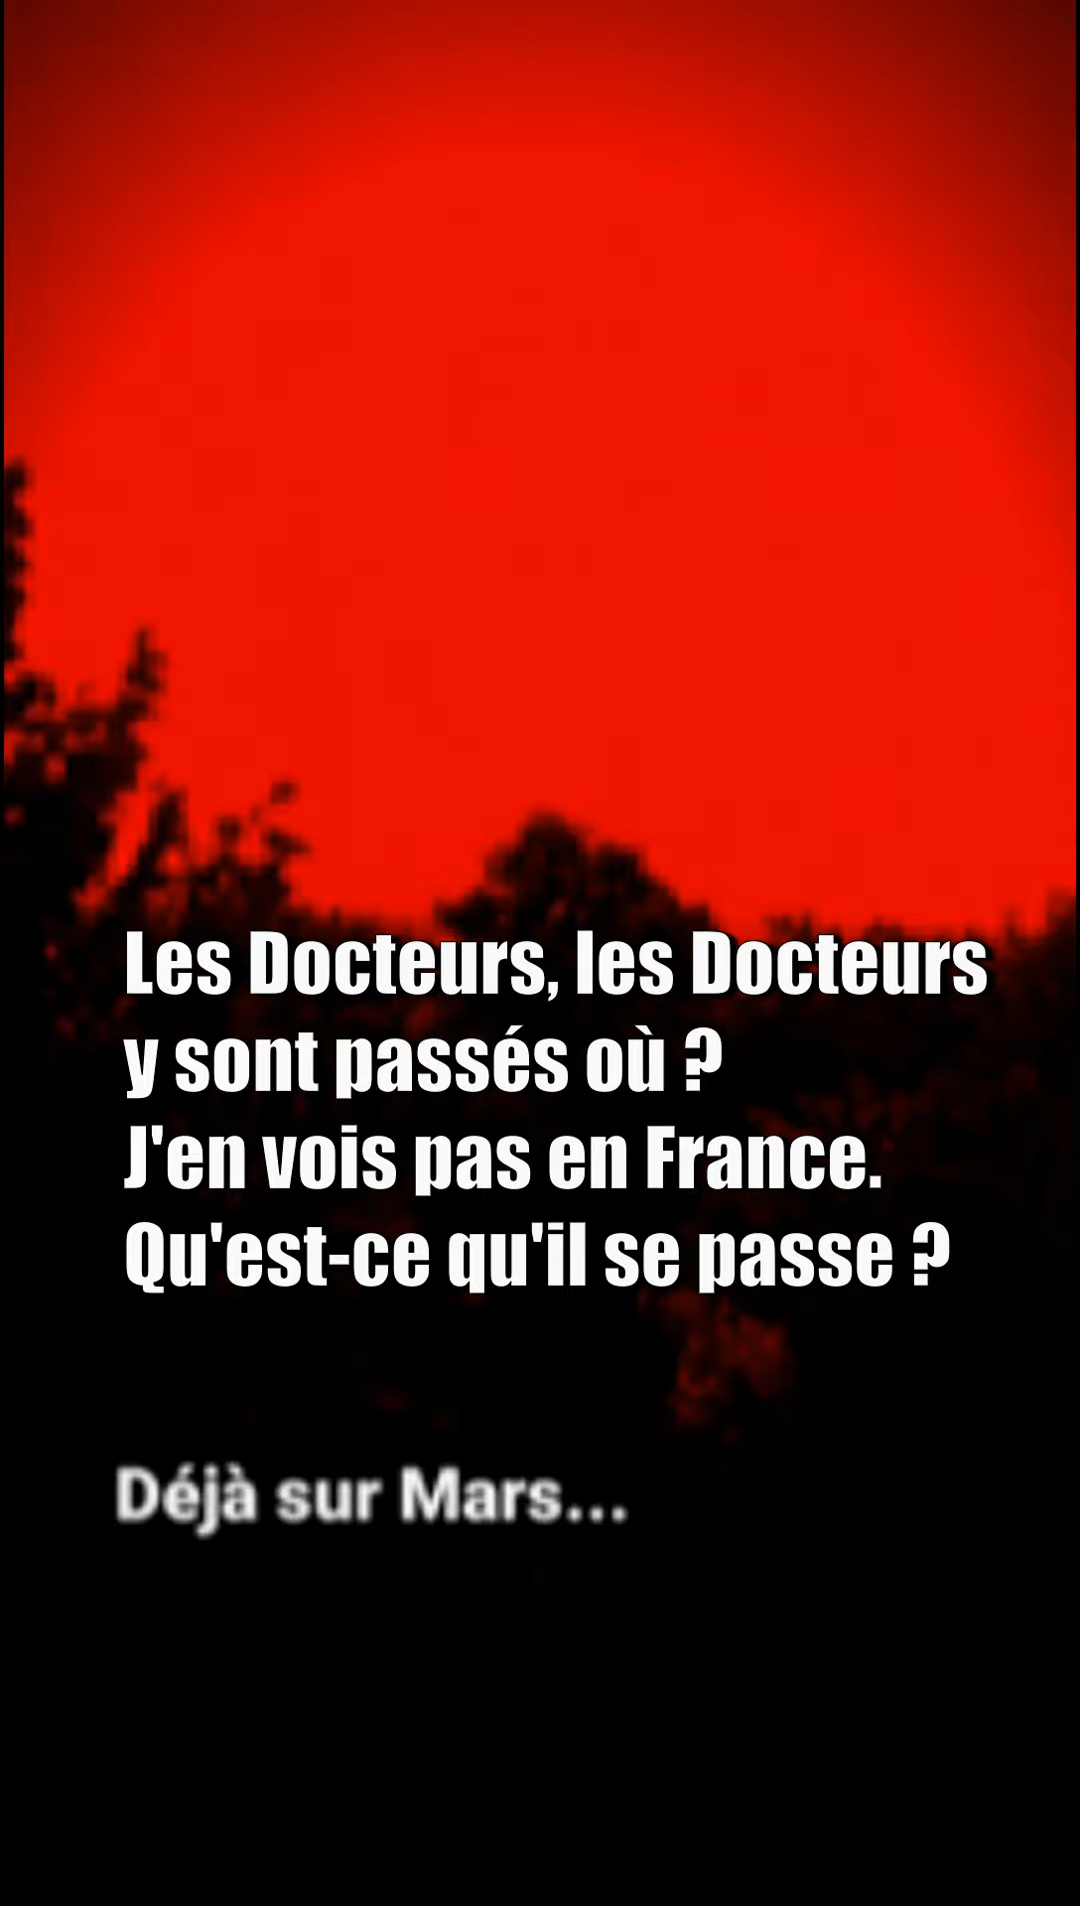 Les Docteurs, les Docteurs
y sont passés où ?
J'en vois pas en France.
Qu'est-ce qu'il se passe ?
Déjà sur Mars...